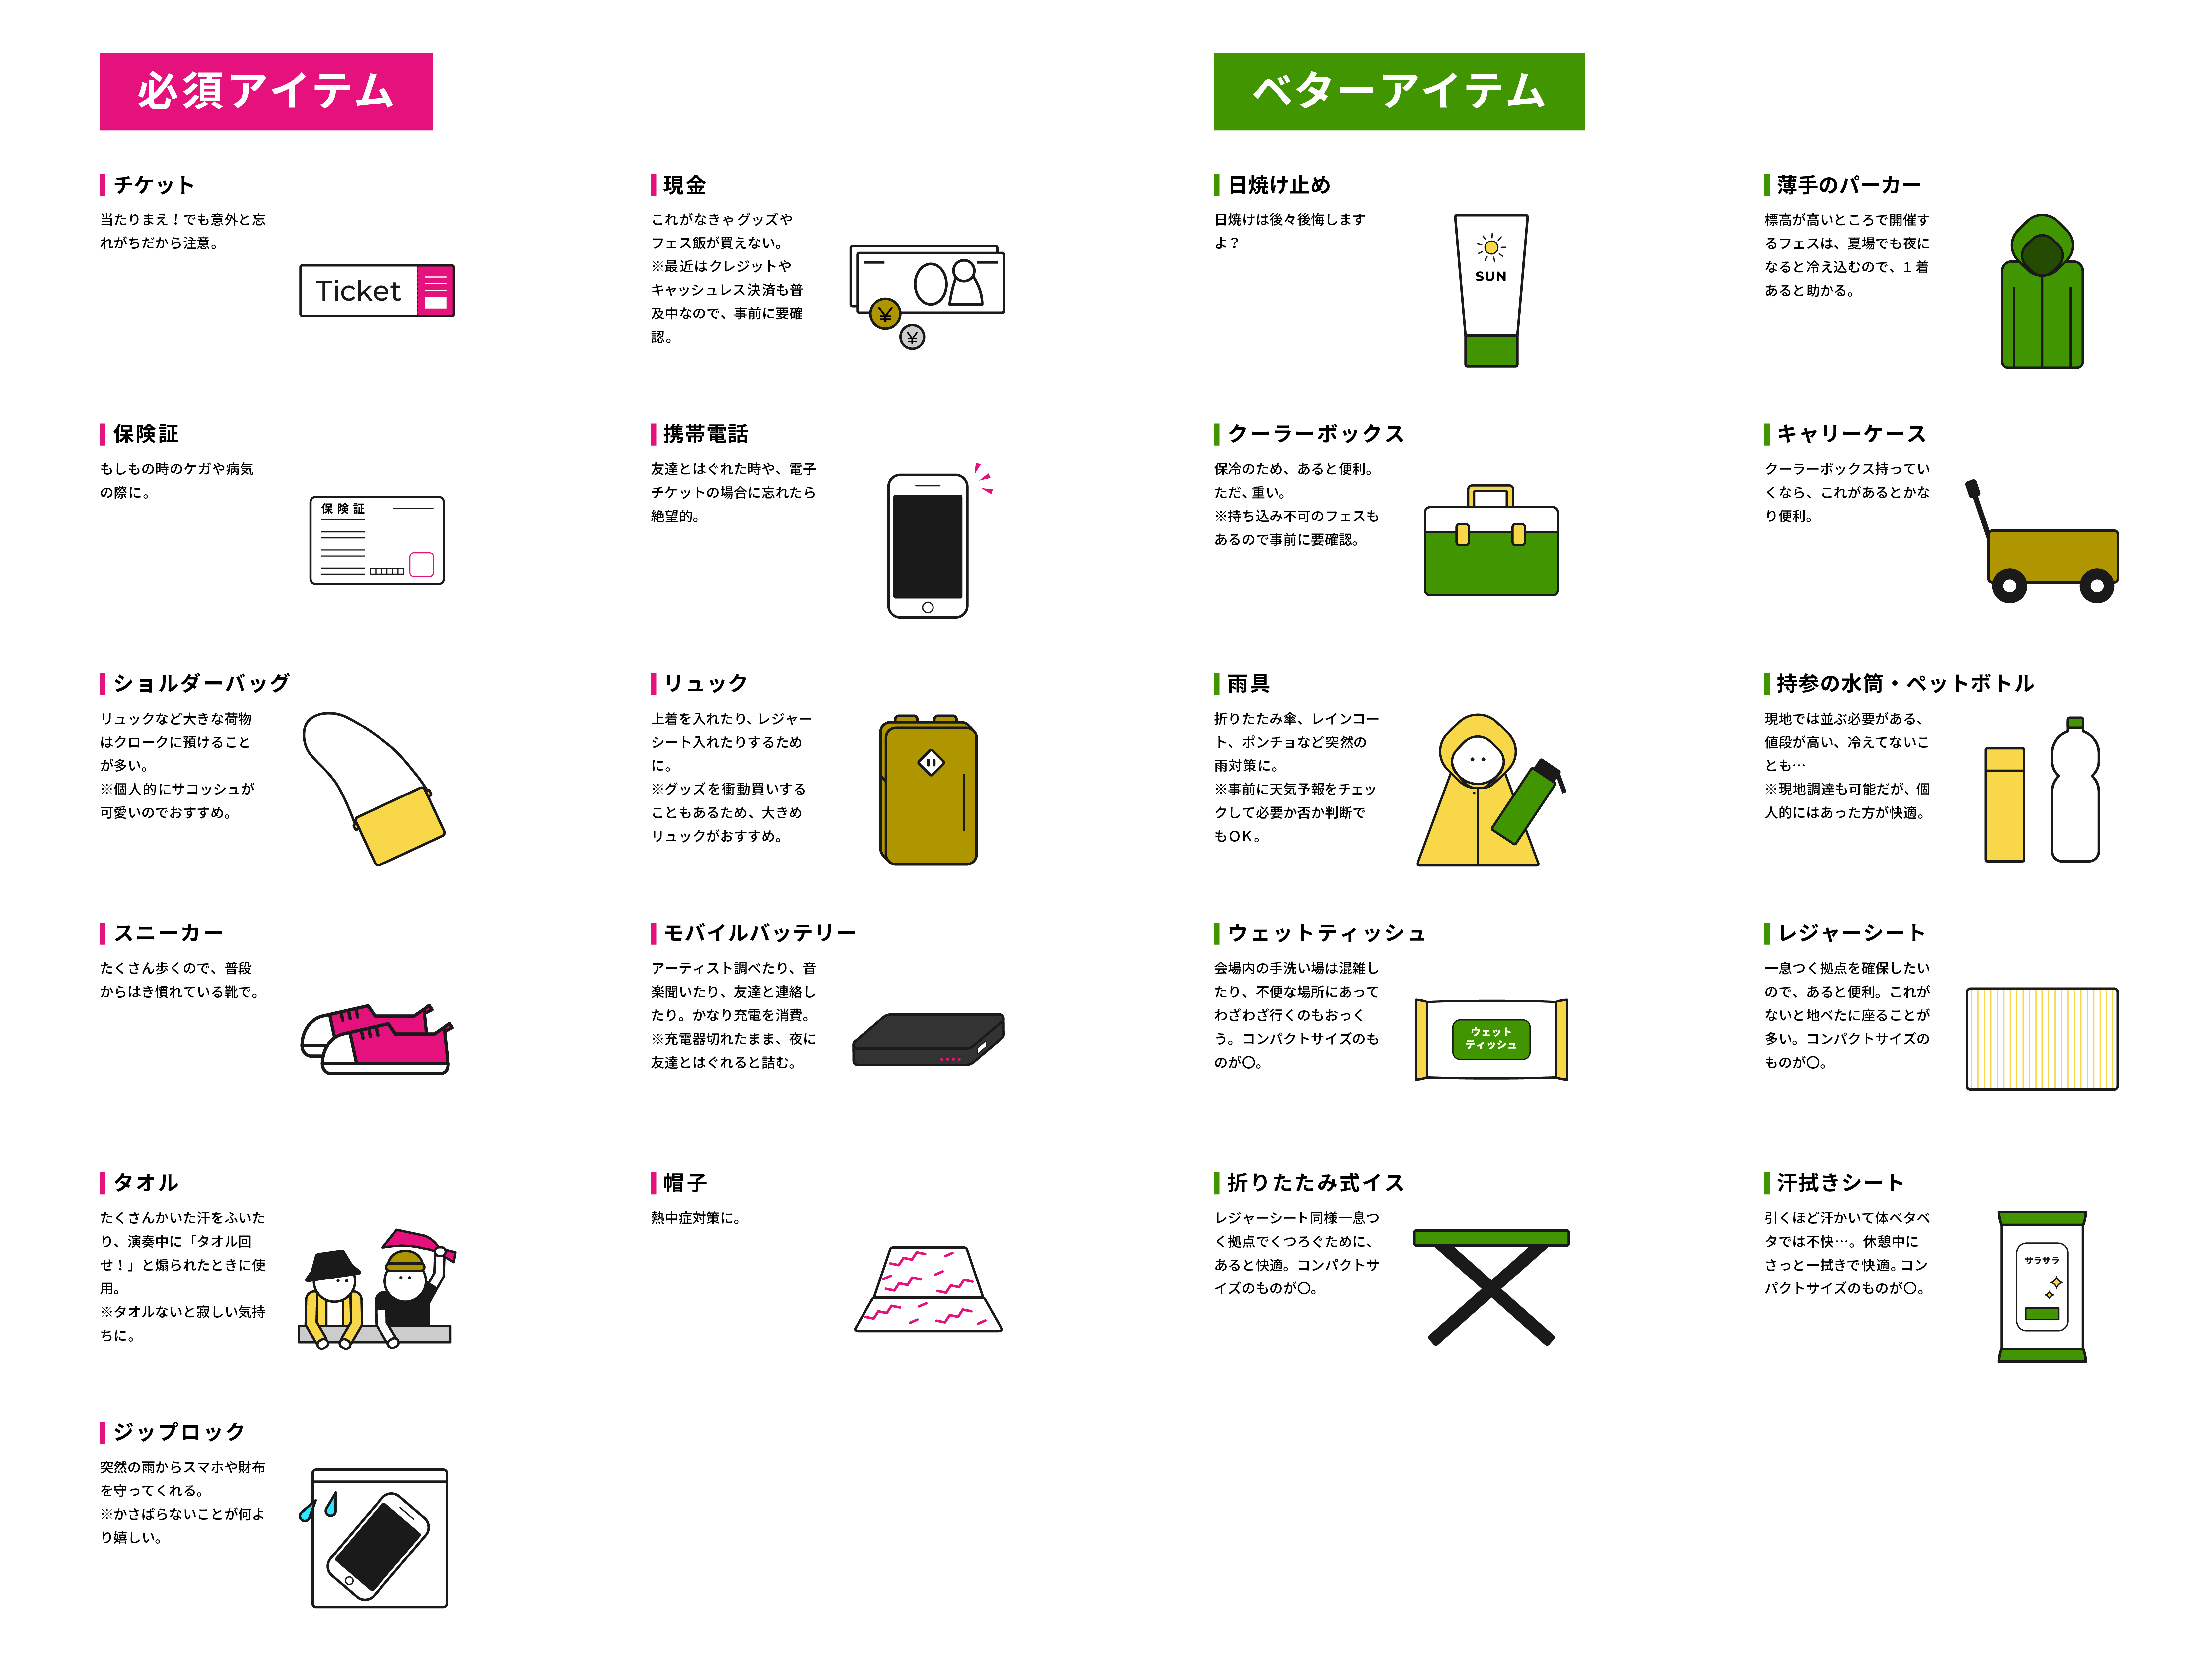 必須アイテム
チケット
当たりまえ！でも意外と忘
れがちだから注意。
Ticket
現金
これがなきゃグッズや
フェス飯が買えない。
※最近はクレジットや
キャッシュレス決済も普
及中なので、事前に要確
認。
¥
¥
保険証
もしもの時のケガや病気
の際に。
保険証
携帯電話
友達とはぐれた時や、電子
チケットの場合に忘れたら
絶望的。
ショルダーバッグ
リュックなど大きな荷物
はクロークに預けること
が多い。
※個人的にサコッシュが
可愛いのでおすすめ。
リュック
上着を入れたり、レジャー
シート入れたりするため
に。
※グッズを衝動買いする
こともあるため、大きめ
リュックがおすすめ。
スニーカー
たくさん歩くので、普段
からはき慣れている靴で。
モバイルバッテリー
アーティスト調べたり、音
楽聞いたり、友達と連絡し
たり。かなり充電を消費。
※充電器切れたまま、夜に
友達とはぐれると詰む。
タオル
たくさんかいた汗をふいた
り、演奏中に「タオル回
せ！」と煽られたときに使
用。
※タオルないと寂しい気持
ちに。
帽子
熱中症対策に。
ジップロック
突然の雨からスマホや財布
を守ってくれる。
※かさばらないことが何よ
り嬉しい。
ベターアイテム
日焼け止め
日焼けは後々後悔します
よ？
SUN
薄手のパーカー
標高が高いところで開催す
るフェスは、夏場でも夜に
なると冷え込むので、1 着
あると助かる。
クーラーボックス
保冷のため、あると便利。
ただ、重い。
※持ち込み不可のフェスも
あるので事前に要確認。
キャリーケース
クーラーボックス持ってい
くなら、これがあるとかな
り便利。
雨具
折りたたみ傘、レインコー
ト、ポンチョなど突然の
雨対策に。
※事前に天気予報をチェッ
クして必要か否か判断で
もOK。
持参の水筒・ペットボトル
現地では並ぶ必要がある、
値段が高い、冷えてないこ
とも…
※現地調達も可能だが、個
人的にはあった方が快適。
ウェットティッシュ
会場内の手洗い場は混雑し
たり、不便な場所にあって
わざわざ行くのもおっく
う。コンパクトサイズのも
のが〇。
ウェット
ティッシュ
レジャーシート
一息つく拠点を確保したい
ので、あると便利。これが
ないと地べたに座ることが
多い。コンパクトサイズの
ものが〇。
折りたたみ式イス
レジャーシート同様一息つ
く拠点でくつろぐために、
あると快適。コンパクトサ
イズのものが〇。
汗拭きシート
引くほど汗かいて体ベタベ
タでは不快…。休憩中に
さっと一拭きで快適。コン
パクトサイズのものが〇。
サラサラ